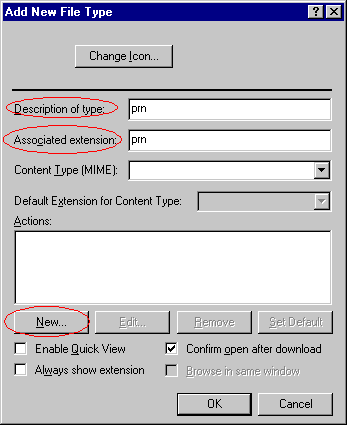 Add New File Type
Change Icon...
Description of type: prn
Associated extension: prn
Content Type (MIME):
Default Extension for Content Type:
Actions:
New... Edit... Remove Set Default
Enable Quick View Confirm open after download
Always show extension Browse in same window
OK Cancel